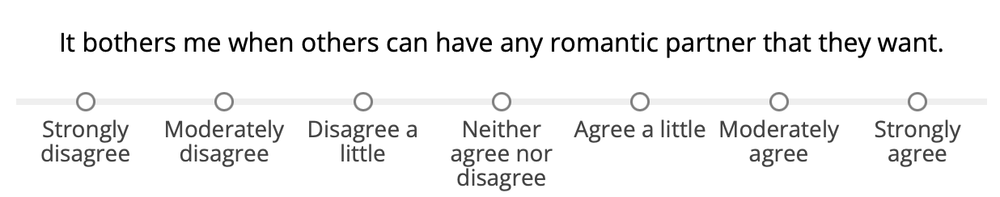 It bothers me when others can have any romantic partner that they want.
Strongly disagree
Moderately disagree
Disagree a little
Neither agree nor disagree
Agree a little
Moderately agree
Strongly agree